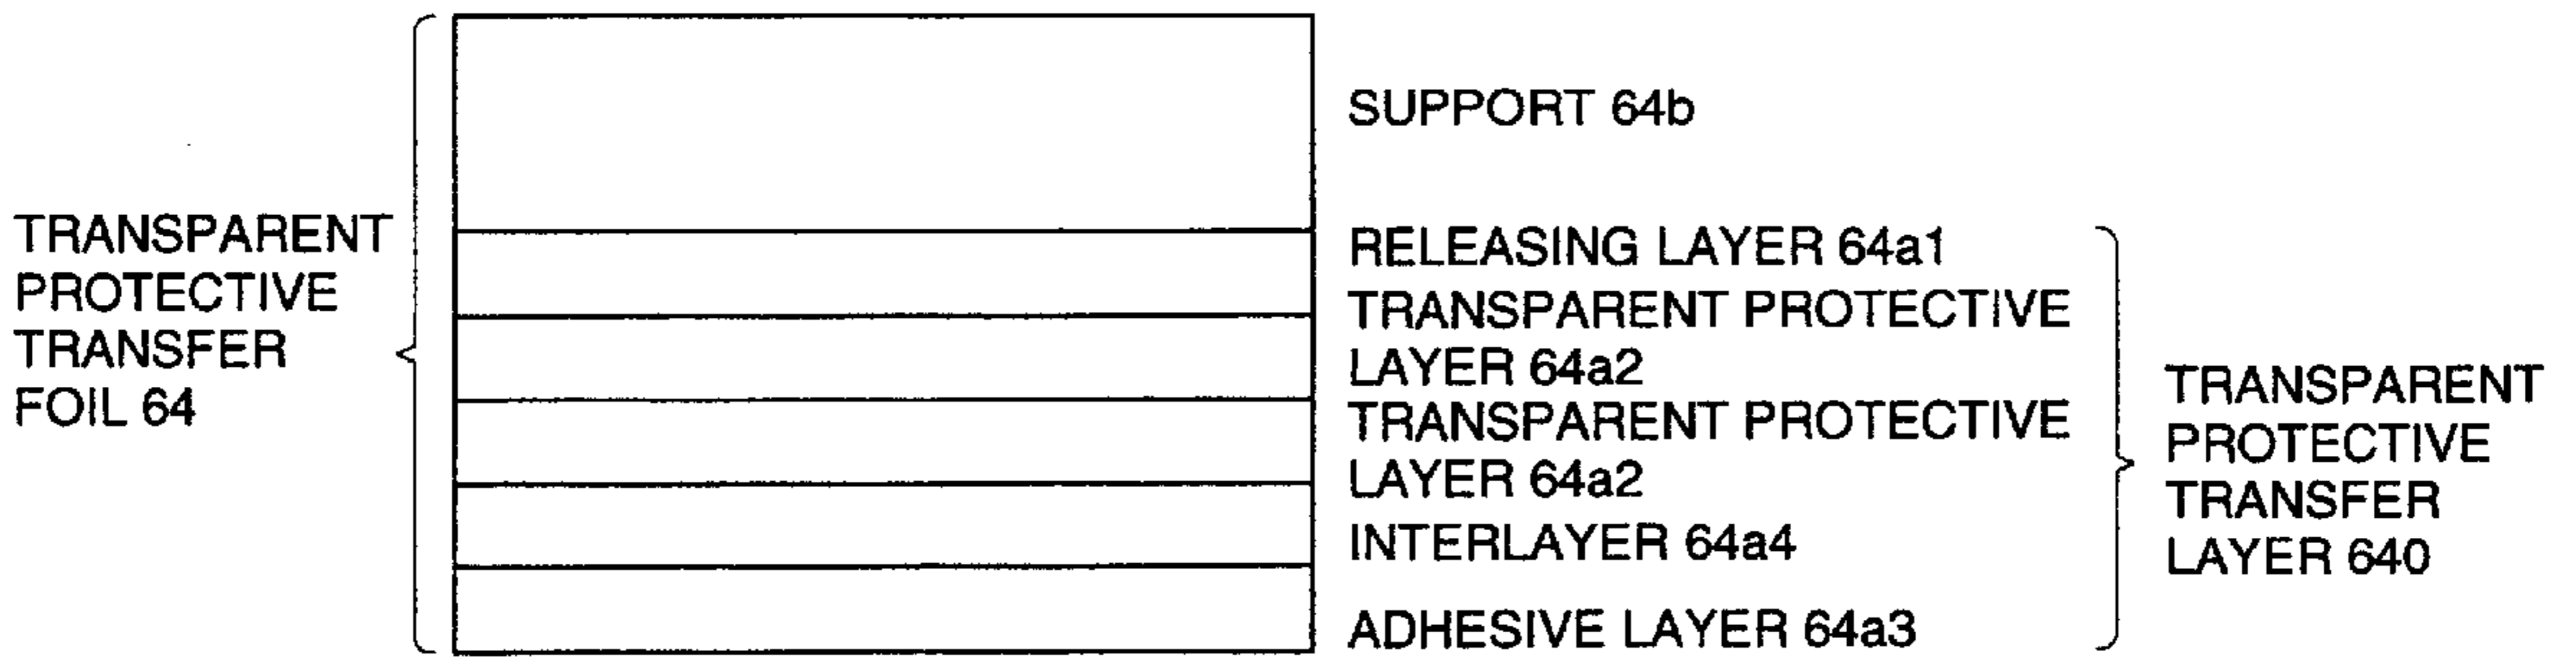 TRANSPARENT
PROTECTIVE
TRANSFER
FOIL 64
SUPPORT 64b
RELEASING LAYER 64a1
TRANSPARENT PROTECTIVE
LAYER 64a2
TRANSPARENT PROTECTIVE
LAYER 64a2
INTERLAYER 64a4
ADHESIVE LAYER 64a3
TRANSPARENT
PROTECTIVE
TRANSFER
LAYER 640